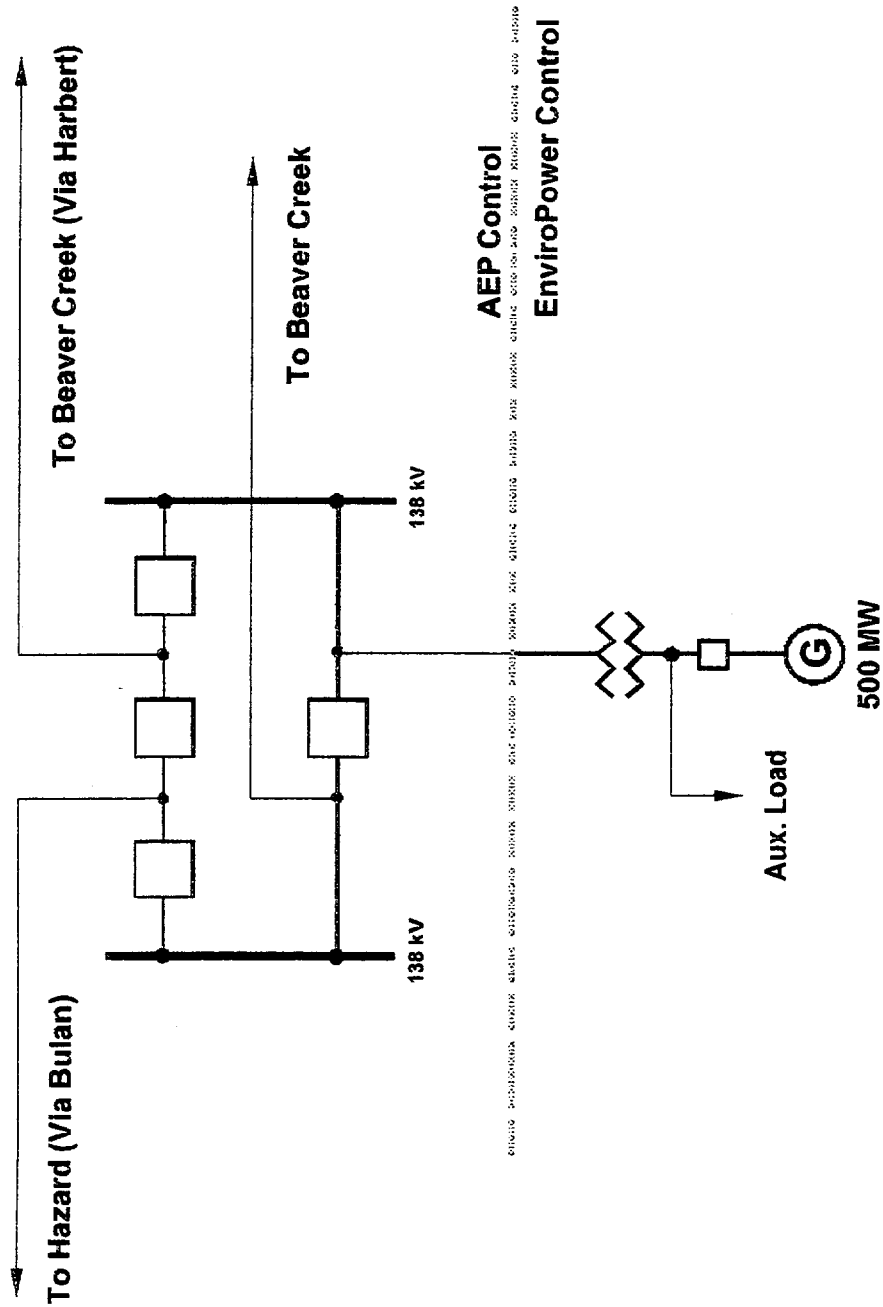 To Hazard (Via Bulan)
To Beaver Creek (Via Harbert)
To Beaver Creek
138 kV
138 kV
AEP Control
EnviroPower Control
Aux. Load
G
500 MW